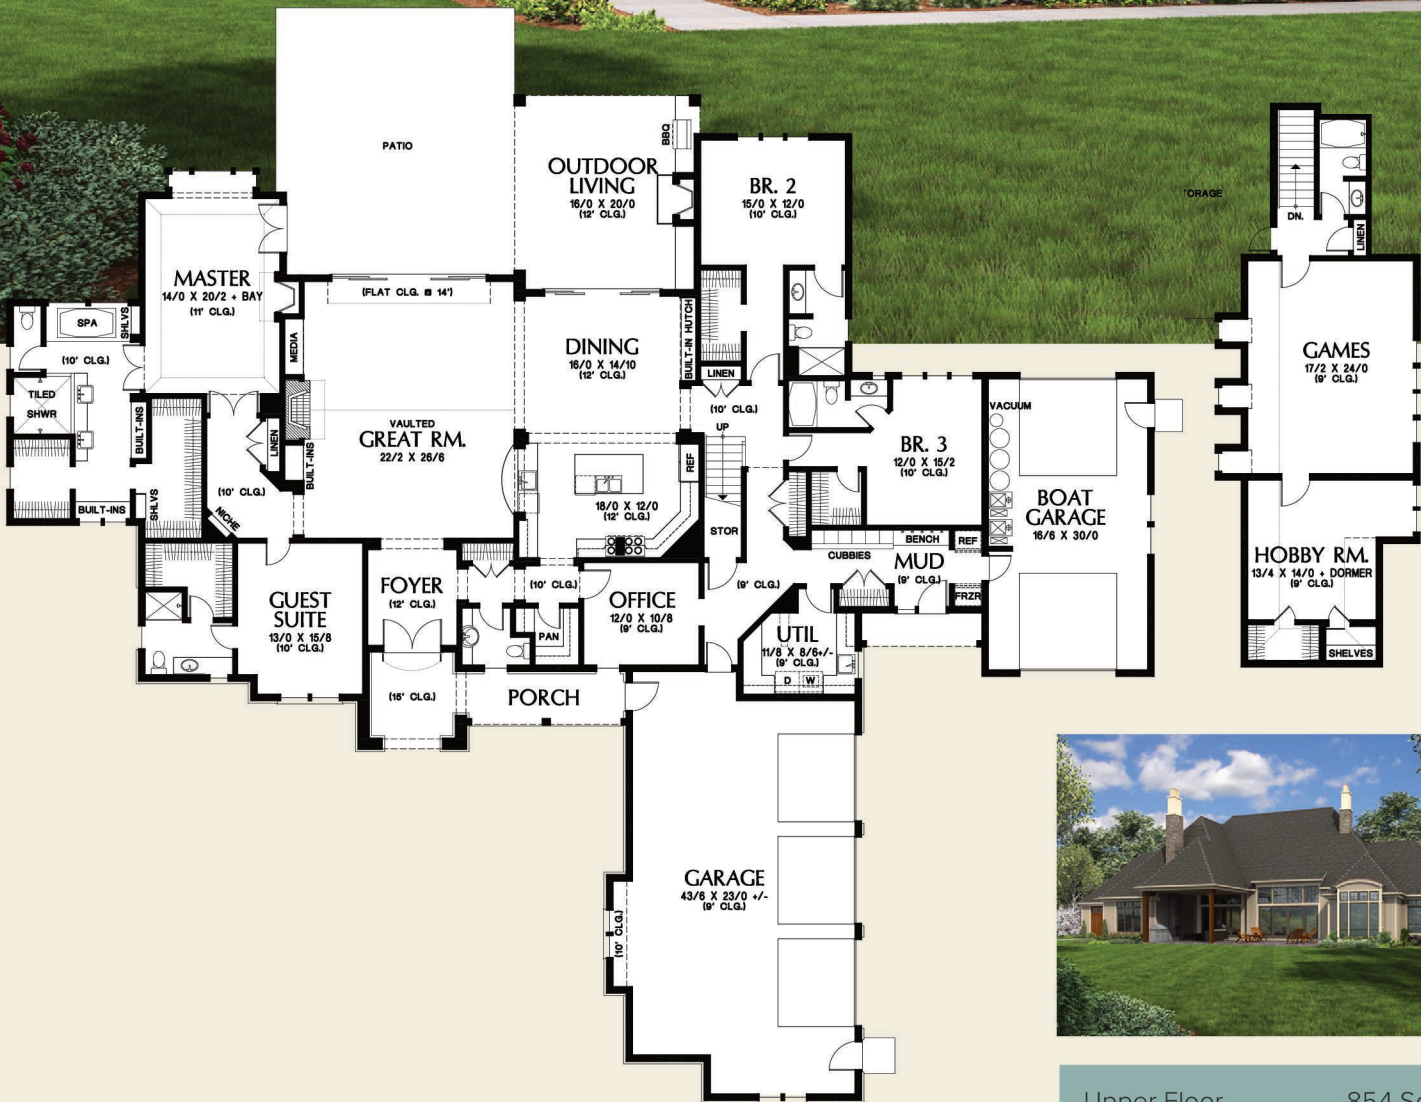 PATIO
OUTDOOR
LIVING
16/0 X 20/0
(12' CLG.)
BBQ
BR. 2
15/0 X 12/0
(10' CLG.)
MASTER
14/0 X 20/2 + BAY
(11' CLG.)
SPA
SHLVS
(10' CLG.)
TILED
SHWR
BUILT-INS
BUILT-INS
SHLVS
LINEN
(10' CLG.)
NICHE
(FLAT CLG. @ 14')
MEDIA
VAULTED
GREAT RM.
22/2 X 26/6
BUILT-INS
DINING
16/0 X 14/10
(12' CLG.)
BUILT-IN HUTCH
LINEN
(10' CLG.)
UP
REF
18/0 X 12/0
(12' CLG.)
STOR
BR. 3
12/0 X 15/2
(10' CLG.)
VACUUM
BOAT
GARAGE
16/6 X 30/0
BENCH
REF
CUBBIES
MUD
(9' CLG.)
FRZR
(9' CLG.)
GUEST
SUITE
13/0 X 15/8
(10' CLG.)
FOYER
(12' CLG.)
(10' CLG.)
PAN
OFFICE
12/0 X 10/8
(9' CLG.)
UTIL
11/8 X 8/6+/-
(9' CLG.)
D
W
(15' CLG.)
PORCH
GARAGE
43/6 X 23/0 +/-
(9' CLG.)
(10' CLG.)
ORAGE
DN.
LINEN
GAMES
17/2 X 24/0
(9' CLG.)
HOBBY RM.
13/4 X 14/0 + DORMER
(9' CLG.)
SHELVES
Upper Floor 854 S